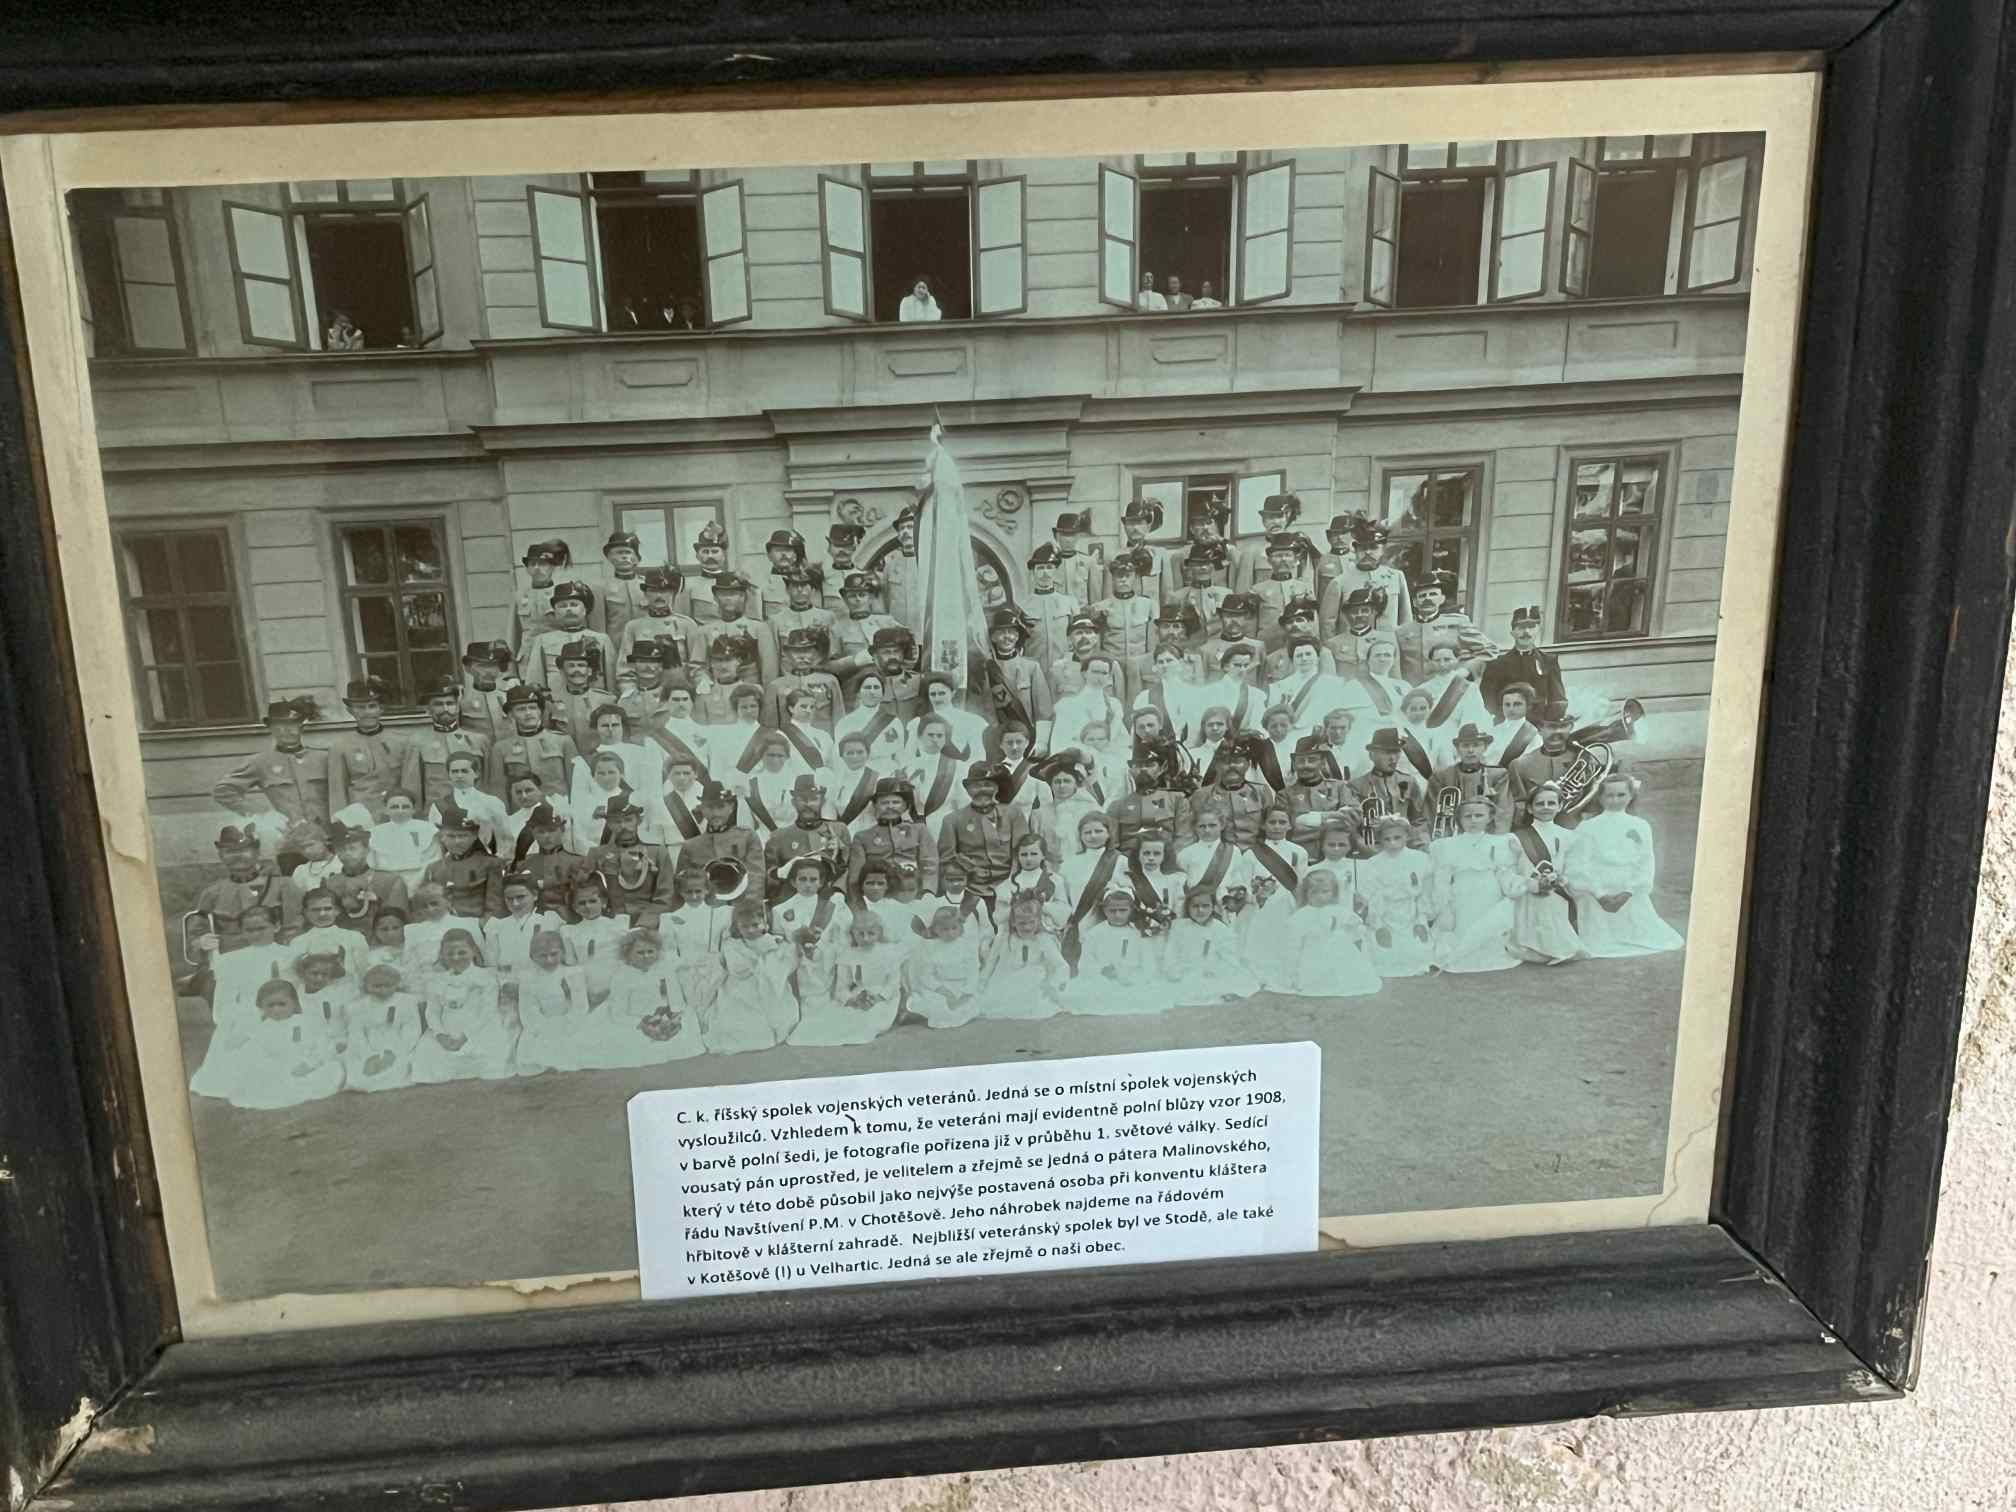 C. k. říšský spolek vojenských veteránů. Jedná se o místní spolek vojenských
vysloužilců. Vzhledem k tomu, že veteráni mají evidentně polní blůzy vzor 1908,
v barvě polní šedi, je fotografie pořízena již v průběhu 1. světové války. Sedící
vousatý pán uprostřed, je velitelem a zřejmě se jedná o pátera Malinovského,
který v této době působil jako nejvýše postavená osoba při konventu kláštera
řádu Navštívení P.M. v Chotěšově. Jeho náhrobek najdeme na řádovém
hřbitově v klášterní zahradě. Nejbližší veteránský spolek byl ve Stodě, ale také
v Kotěšově (!) u Velhartic. Jedná se ale zřejmě o naši obec.